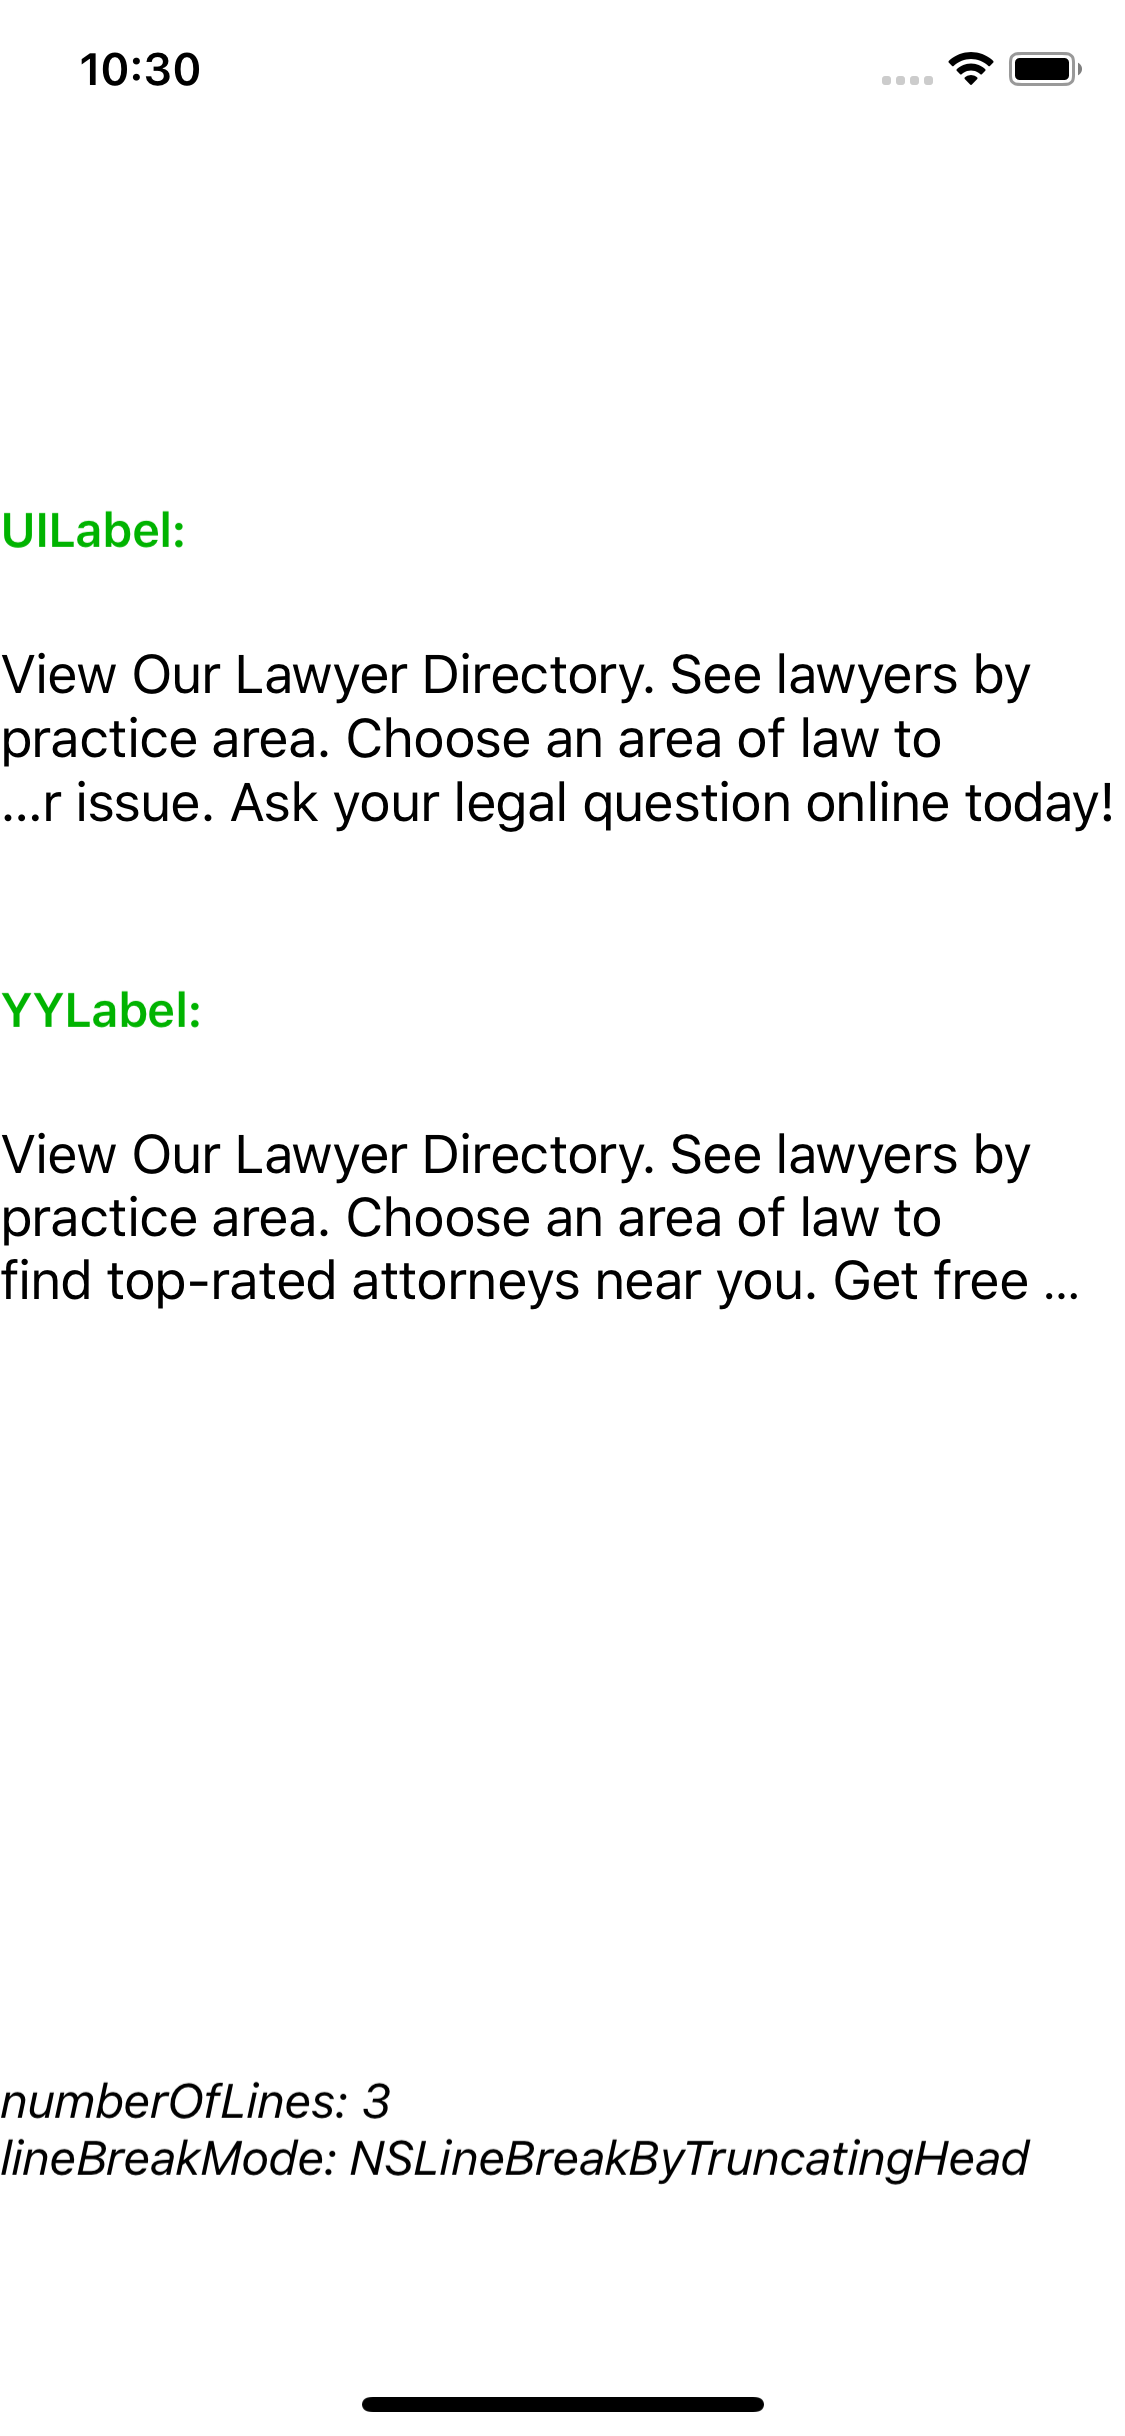 10:30
UILabel:
View Our Lawyer Directory. See lawyers by
practice area. Choose an area of law to
...r issue. Ask your legal question online today!
YYLabel:
View Our Lawyer Directory. See lawyers by
practice area. Choose an area of law to
find top-rated attorneys near you. Get free ...
numberOfLines: 3
lineBreakMode: NSLineBreakByTruncatingHead